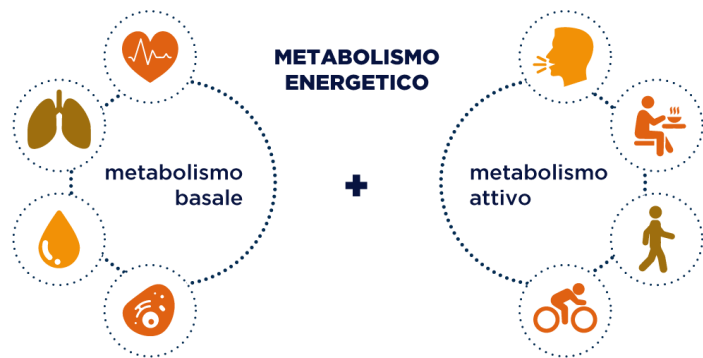 METABOLISMO
ENERGETICO
metabolismo
basale
+
metabolismo
attivo